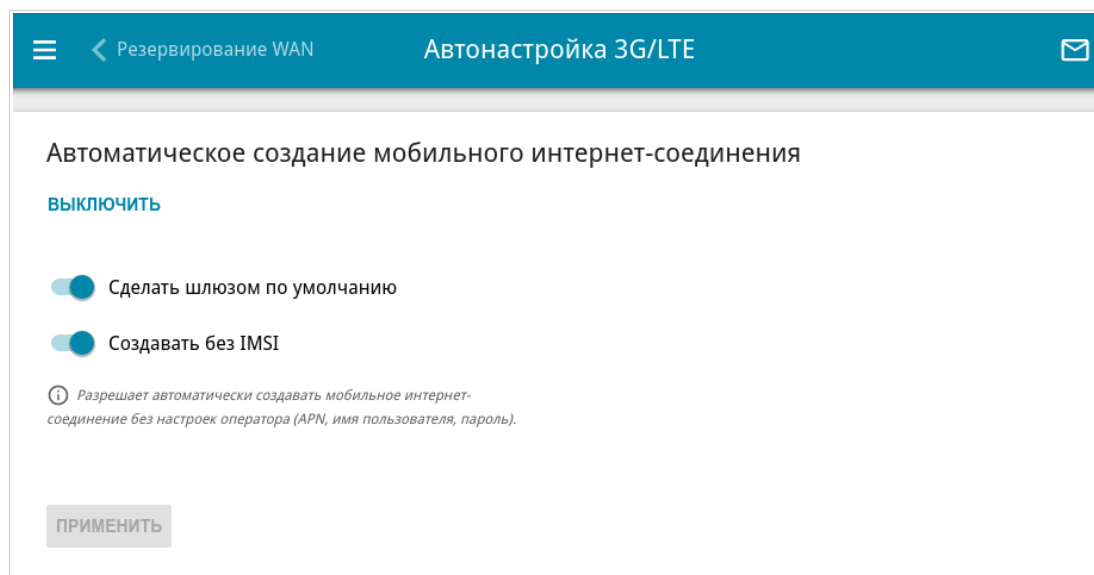 Резервирование WAN
Автонастройка 3G/LTE
Автоматическое создание мобильного интернет-соединения
ВЫКЛЮЧИТЬ
Сделать шлюзом по умолчанию
Создавать без IMSI
Разрешает автоматически создавать мобильное интернет-
соединение без настроек оператора (APN, имя пользователя, пароль).
ПРИМЕНИТЬ